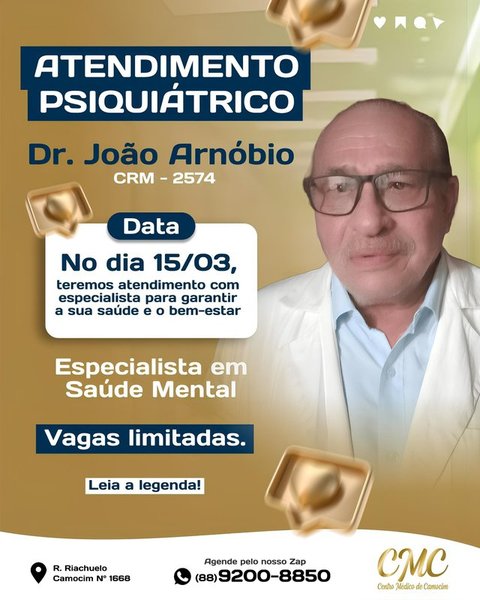 ATENDIMENTO
PSIQUIÁTRICO
Dr. João Arnóbio
CRM - 2574
Data
No dia 15/03,
teremos atendimento com
especialista para garantir
a sua saúde e o bem-estar
Especialista em
Saúde Mental
Vagas limitadas.
Leia a legenda!
R. Riachuelo
Camocim Nº 1668
Agende pelo nosso Zap
(88)9200-8850
CMC
Centro Médico de Camocim